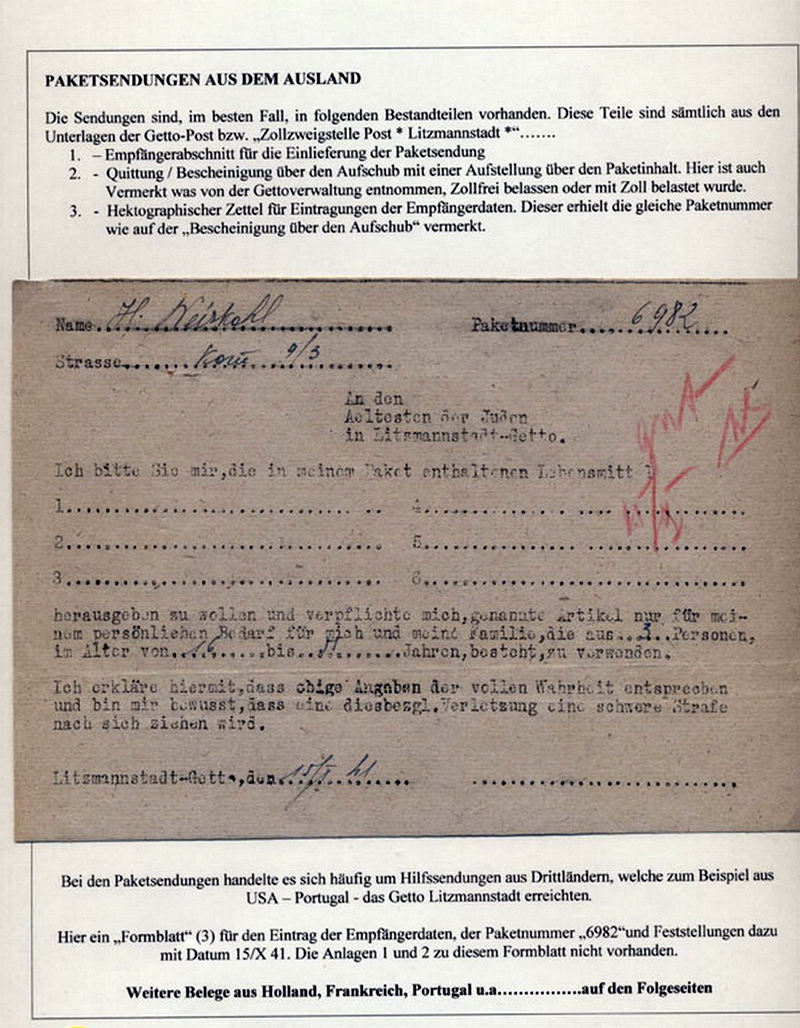 PAKETSENDUNGEN AUS DEM AUSLAND
Die Sendungen sind, im besten Fall, in folgenden Bestandteilen vorhanden. Diese Teile sind sämtlich aus den
Unterlagen der Getto-Post bzw. „Zollzweigstelle Post * Litzmannstadt *“.......
1. – Empfängerabschnitt für die Einlieferung der Paketsendung
2. - Quittung / Bescheinigung über den Aufschub mit einer Aufstellung über den Paketinhalt. Hier ist auch
Vermerkt was von der Gettoverwaltung entnommen, Zollfrei belassen oder mit Zoll belastet wurde.
3. - Hektographischer Zettel für Eintragungen der Empfängerdaten. Dieser erhielt die gleiche Paketnummer
wie auf der „Bescheinigung über den Aufschub“ vermerkt.
Name. H. Paketnummer 6982
Strasse 9/3
An den
Aeltesten der Juden
in Litzmannstadt-Getto.
Ich bitte Sie mir,die in meinem Paket enthaltenen
1. 4.
2. 5.
3. 6.
herausgeben zu wollen und verpflichte mich,genannte Artikel nur für mei-
nem persönlichen Bedarf für mich und meine Familie,die aus Personen,
im Alter von bis Jahren,besteht,zu verwenden.
Ich erkläre hiermit,dass obige Angaben der vollen Wahrheit entsprechen
und bin mir bewusst,dass eine diesbezgl.Verletzung eine schwere Strafe
nach sich ziehen wird.
Litzmannstadt-Getto,den 15/X 41
Bei den Paketsendungen handelte es sich häufig um Hilfssendungen aus Drittländern, welche zum Beispiel aus
USA – Portugal - das Getto Litzmannstadt erreichten.
Hier ein „Formblatt“ (3) für den Eintrag der Empfängerdaten, der Paketnummer „6982“und Feststellungen dazu
mit Datum 15/X 41. Die Anlagen 1 und 2 zu diesem Formblatt nicht vorhanden.
Weitere Belege aus Holland, Frankreich, Portugal u.a.................auf den Folgeseiten